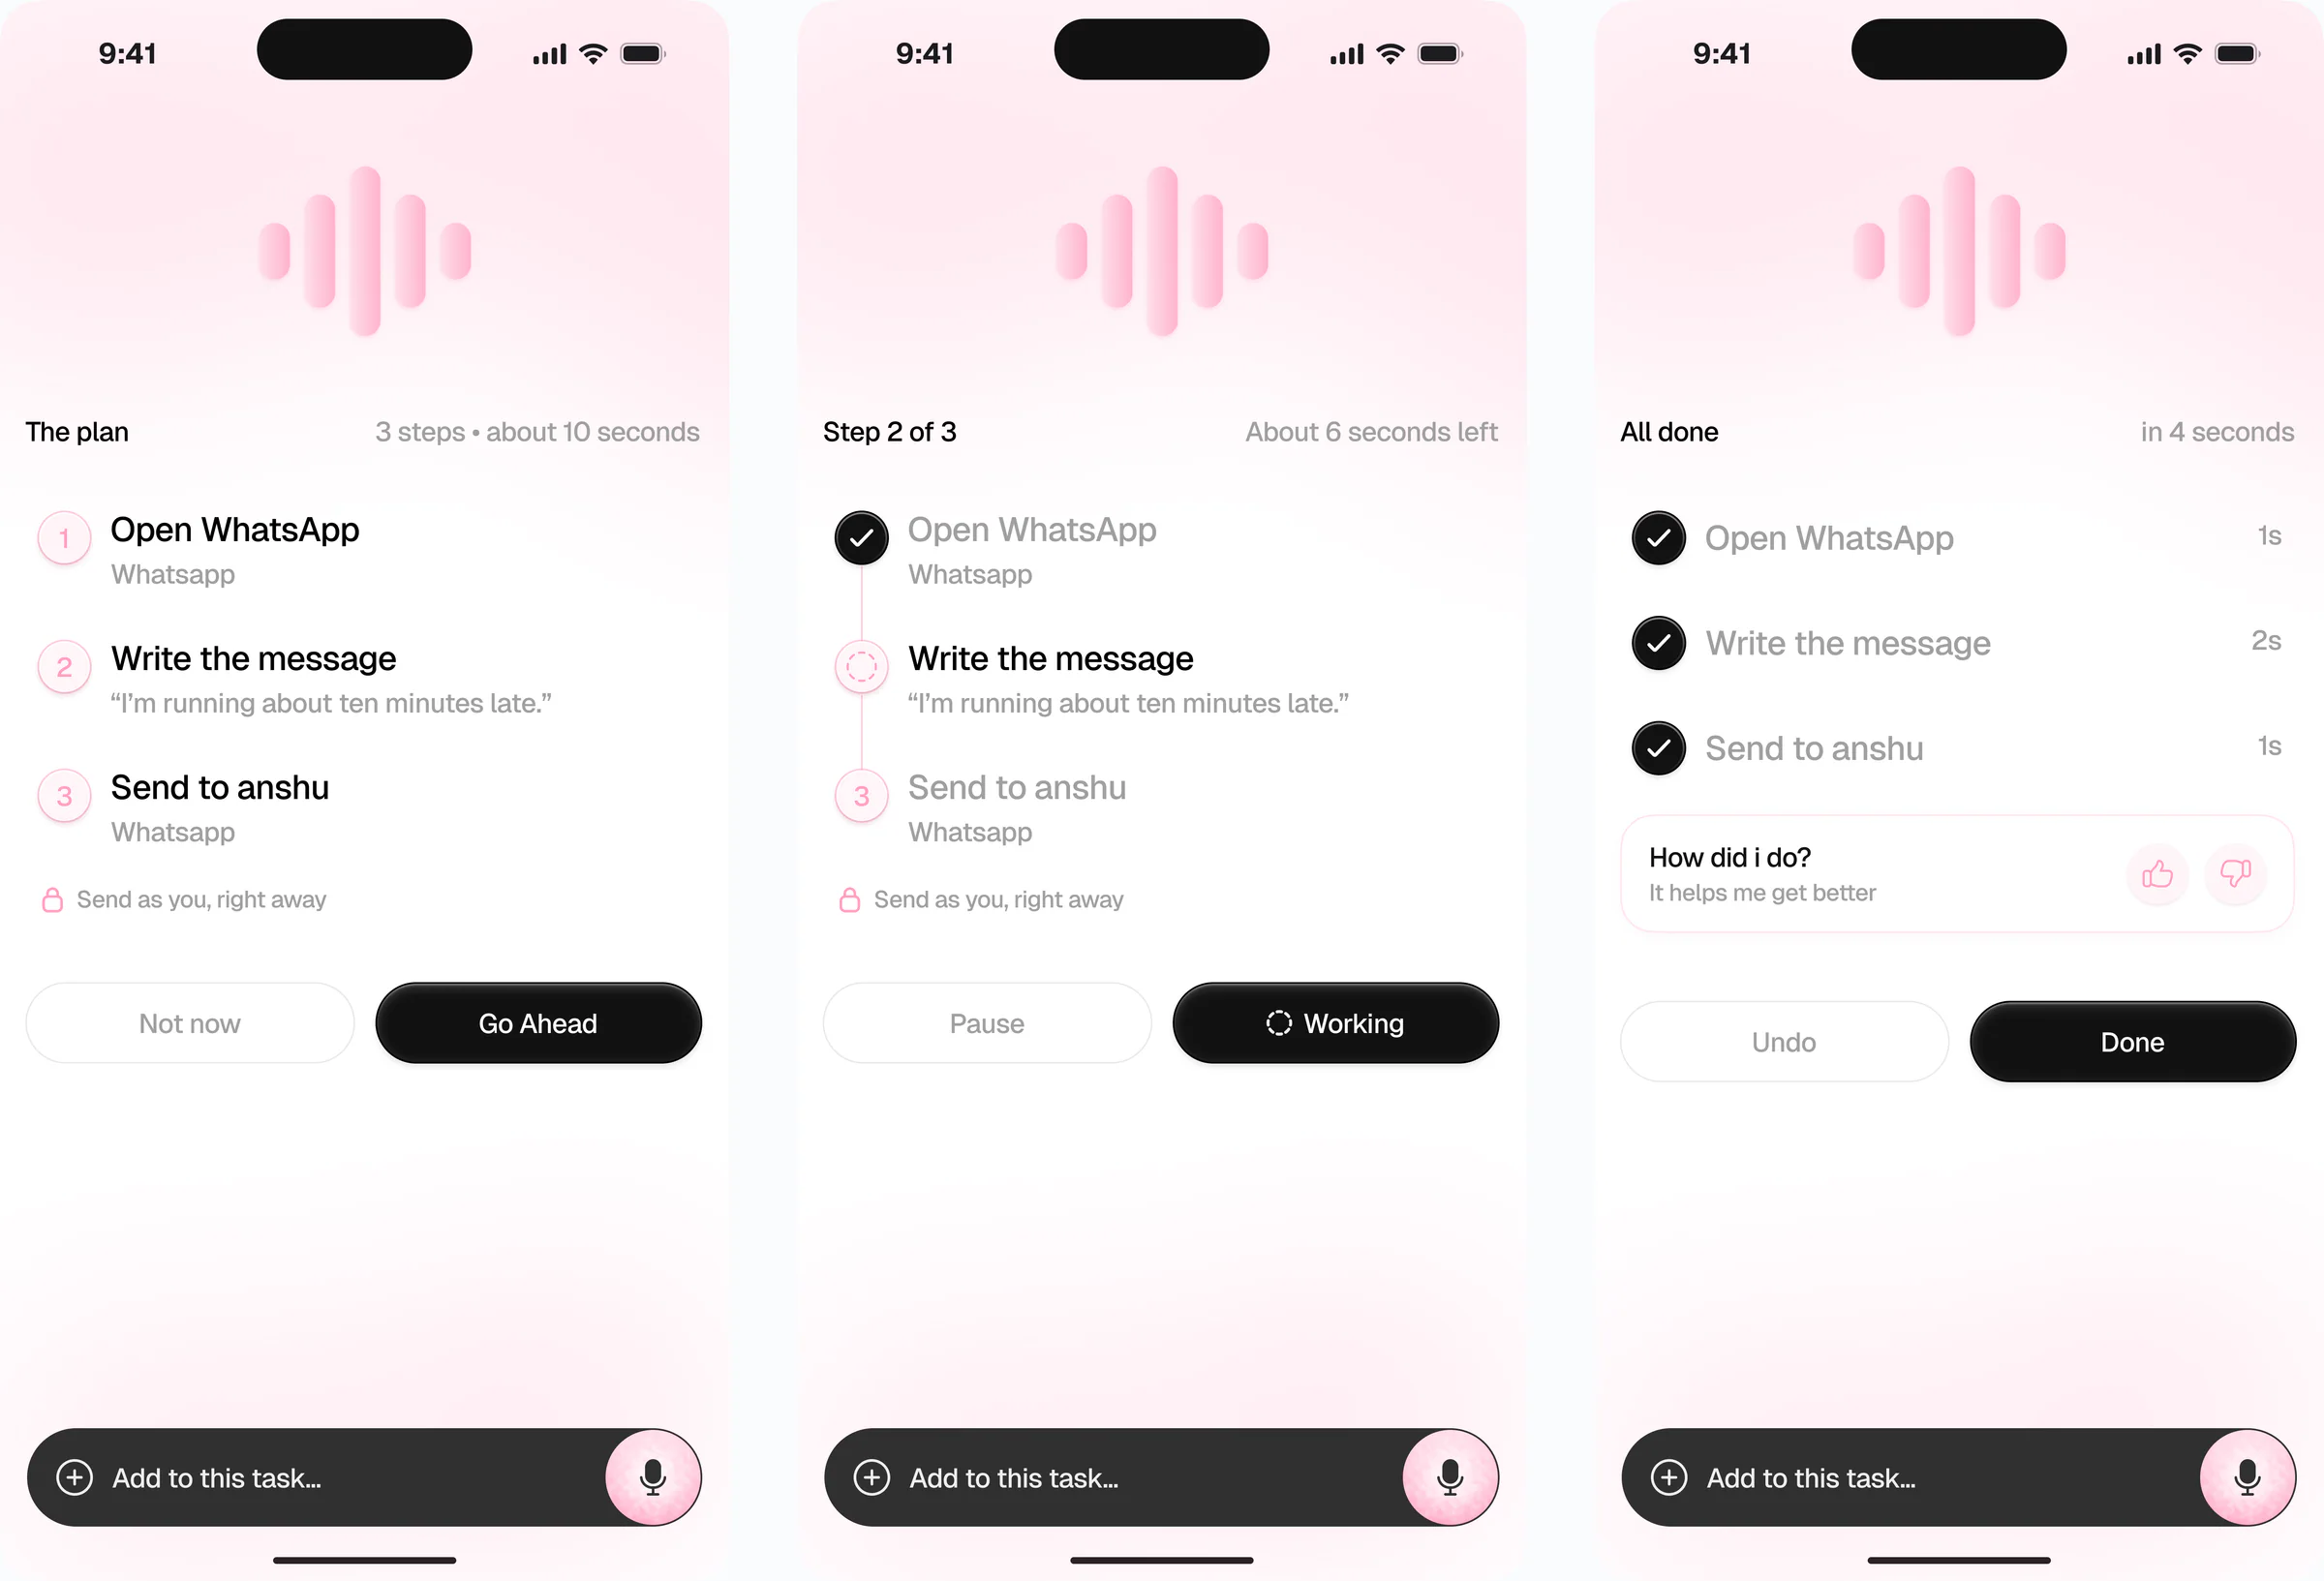 9:41
The plan
3 steps • about 10 seconds
1
Open WhatsApp
Whatsapp
2
Write the message
“I’m running about ten minutes late.”
3
Send to anshu
Whatsapp
Send as you, right away
Not now
Go Ahead
Add to this task...
9:41
Step 2 of 3
About 6 seconds left
Open WhatsApp
Whatsapp
Write the message
“I’m running about ten minutes late.”
3
Send to anshu
Whatsapp
Send as you, right away
Pause
Working
Add to this task...
9:41
All done
in 4 seconds
Open WhatsApp
1s
Write the message
2s
Send to anshu
1s
How did i do?
It helps me get better
Undo
Done
Add to this task...